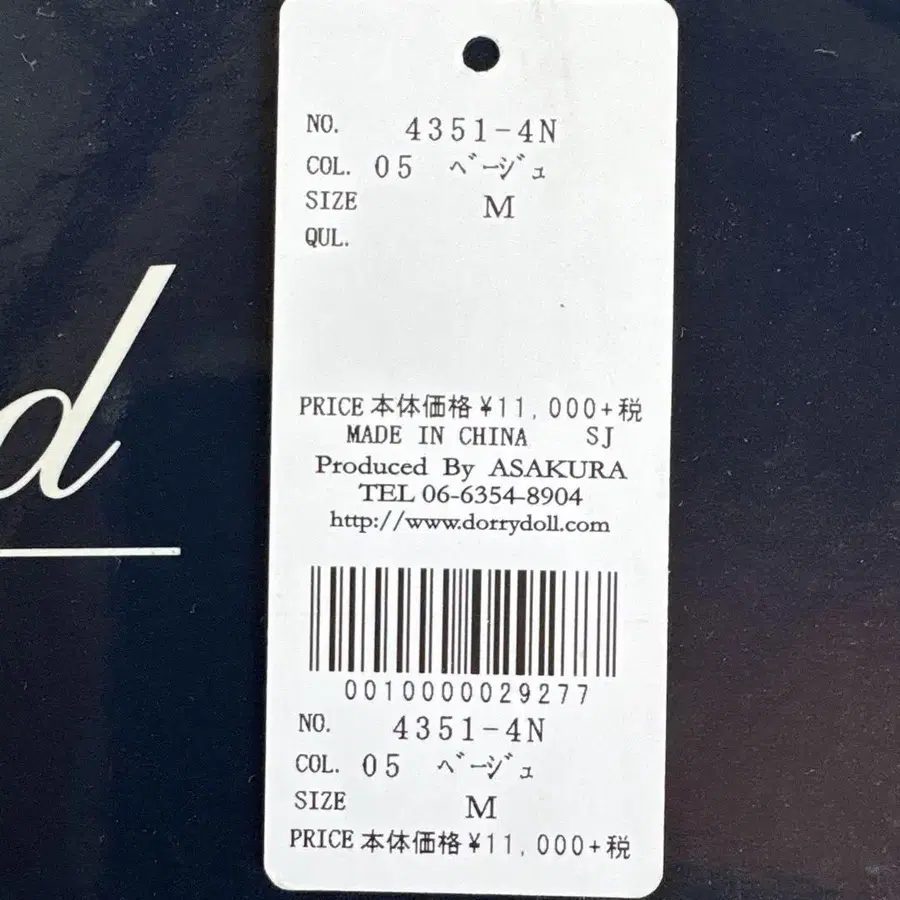 NO. 4351-4N
COL. 05 ベージュ
SIZE M
QUL.
d
PRICE 本体価格 ¥11,000+税
MADE IN CHINA SJ
Produced By ASAKURA
TEL 06-6354-8904
http://www.dorrydoll.com
0010000029277
NO. 4351-4N
COL. 05 ベージュ
SIZE M
PRICE 本体価格 ¥11,000+税